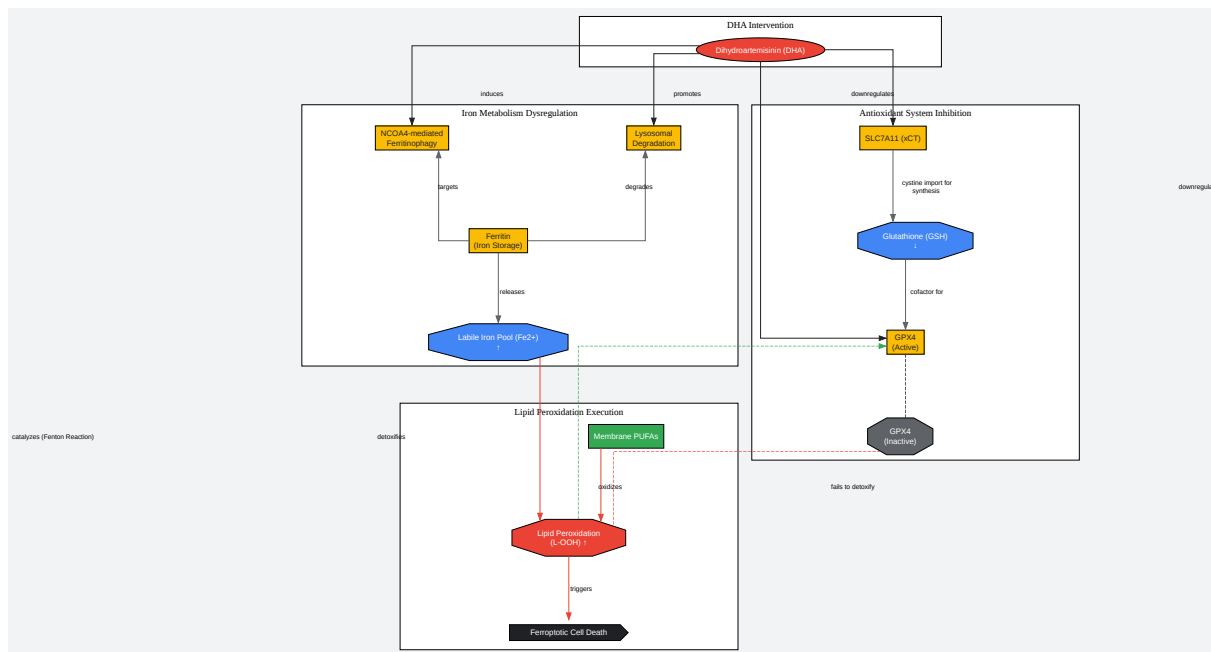 DHA Intervention
Dihydroartemisinin (DHA)
induces
promotes
downregulates
Iron Metabolism Dysregulation
Antioxidant System Inhibition
NCOA4-mediated
Ferritinophagy
Lysosomal
Degradation
SLC7A11 (xCT)
targets
degrades
cystine import for
synthesis
downregula
Ferritin
(Iron Storage)
Glutathione (GSH)
↓
releases
cofactor for
Labile Iron Pool (Fe2+)
↑
GPX4
(Active)
Lipid Peroxidation Execution
catalyzes (Fenton Reaction)
detoxifies
Membrane PUFAs
GPX4
(Inactive)
oxidizes
fails to detoxify
Lipid Peroxidation
(L-OOH) ↑
triggers
Ferroptotic Cell Death